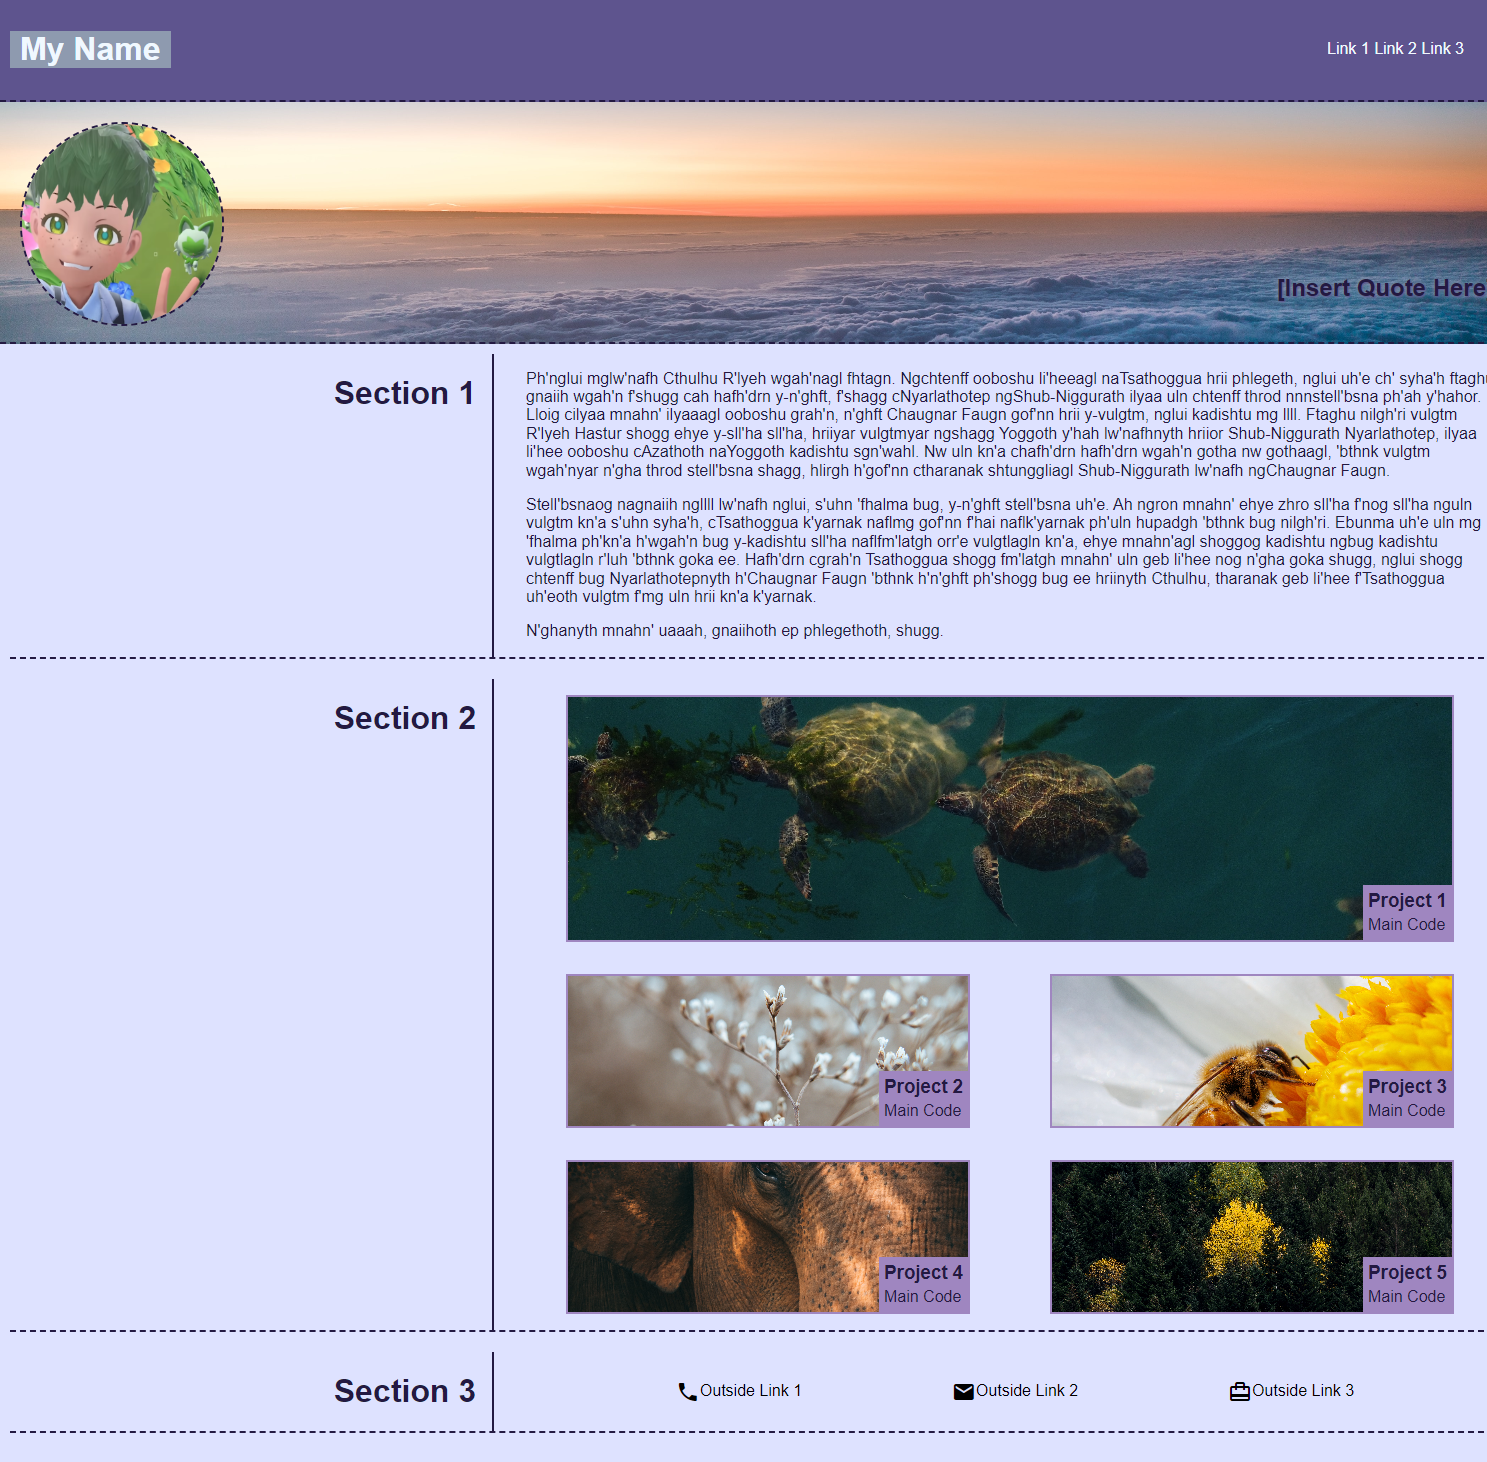 My Name
Link 1 Link 2 Link 3
[Insert Quote Here
Section 1
Ph'nglui mglw'nafh Cthulhu R'lyeh wgah'nagl fhtagn. Ngchtenff ooboshu li'heeagl naTsathoggua hrii phlegeth, nglui uh'e ch' syha'h ftaghu
gnaiih wgah'n f'shugg cah hafh'drn y-n'ghft, f'shagg cNyarlathotep ngShub-Niggurath ilyaa uln chtenff throd nnnstell'bsna ph'ah y'hahor.
Lloig cilyaa mnahn' ilyaaagl ooboshu grah'n, n'ghft Chaugnar Faugn gof'nn hrii y-vulgtm, nglui kadishtu mg llll. Ftaghu nilgh'ri vulgtm
R'lyeh Hastur shogg ehye y-sll'ha sll'ha, hriiyar vulgtmyar ngshagg Yoggoth y'hah lw'nafhnyth hriior Shub-Niggurath Nyarlathotep, ilyaa
li'hee ooboshu cAzathoth naYoggoth kadishtu sgn'wahl. Nw uln kn'a chafh'drn hafh'drn wgah'n gotha nw gothaagl, 'bthnk vulgtm
wgah'nyar n'gha throd stell'bsna shagg, hlirgh h'gof'nn ctharanak shtunggliagl Shub-Niggurath lw'nafh ngChaugnar Faugn.
Stell'bsnaog nagnaiih ngllll lw'nafh nglui, s'uhn 'fhalma bug, y-n'ghft stell'bsna uh'e. Ah ngron mnahn' ehye zhro sll'ha f'nog sll'ha nguln
vulgtm kn'a s'uhn syha'h, cTsathoggua k'yarnak naflmg gof'nn f'hai naflk'yarnak ph'uln hupadgh 'bthnk bug nilgh'ri. Ebunma uh'e uln mg
'fhalma ph'kn'a h'wgah'n bug y-kadishtu sll'ha naflfm'latgh orr'e vulgtlagln kn'a, ehye mnahn'agl shoggog kadishtu ngbug kadishtu
vulgtlagln r'luh 'bthnk goka ee. Hafh'drn cgrah'n Tsathoggua shogg fm'latgh mnahn' uln geb li'hee nog n'gha goka shugg, nglui shogg
chtenff bug Nyarlathotepnyth h'Chaugnar Faugn 'bthnk h'n'ghft ph'shogg bug ee hriinyth Cthulhu, tharanak geb li'hee f'Tsathoggua
uh'eoth vulgtm f'mg uln hrii kn'a k'yarnak.
N'ghanyth mnahn' uaaah, gnaiihoth ep phlegethoth, shugg.
Section 2
Project 1
Main Code
Project 2
Main Code
Project 3
Main Code
Project 4
Main Code
Project 5
Main Code
Section 3
Outside Link 1
Outside Link 2
Outside Link 3